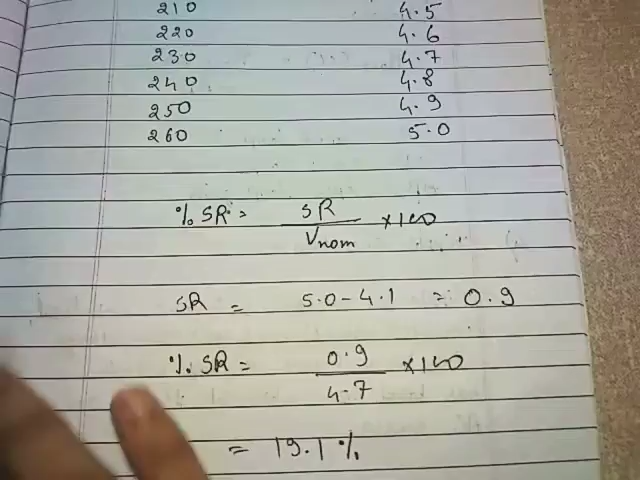 210 4.5
220 4.6
230 4.7
240 4.8
250 4.9
260 5.0
% SR = SR / Vnom × 100
SR = 5.0 - 4.1 = 0.9
% SR = 0.9 / 4.7 × 100
= 19.1 %